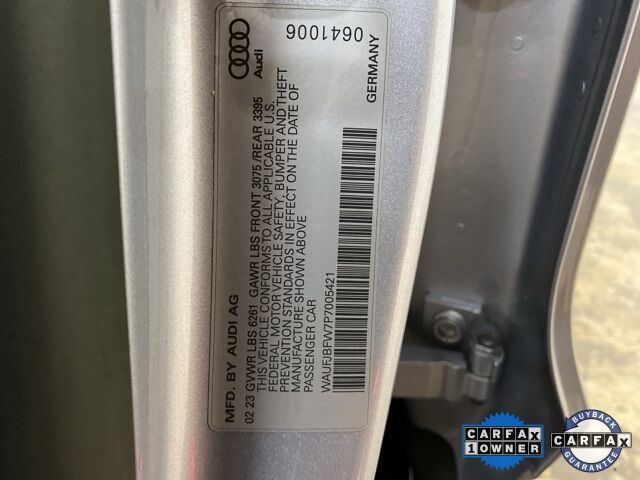 MFD. BY AUDI AG
02 23 GVWR LBS 6261 GAWR LBS FRONT 3075 /REAR 3395
THIS VEHICLE CONFORMS TO ALL APPLICABLE U.S.
FEDERAL MOTOR VEHICLE SAFETY, BUMPER AND THEFT
PREVENTION STANDARDS IN EFFECT ON THE DATE OF
MANUFACTURE SHOWN ABOVE
PASSENGER CAR
WAUFJBFW7P7005421
Audi
0641006
GERMANY
CARFAX
1 OWNER
BUYBACK
CARFAX
GUARANTEE